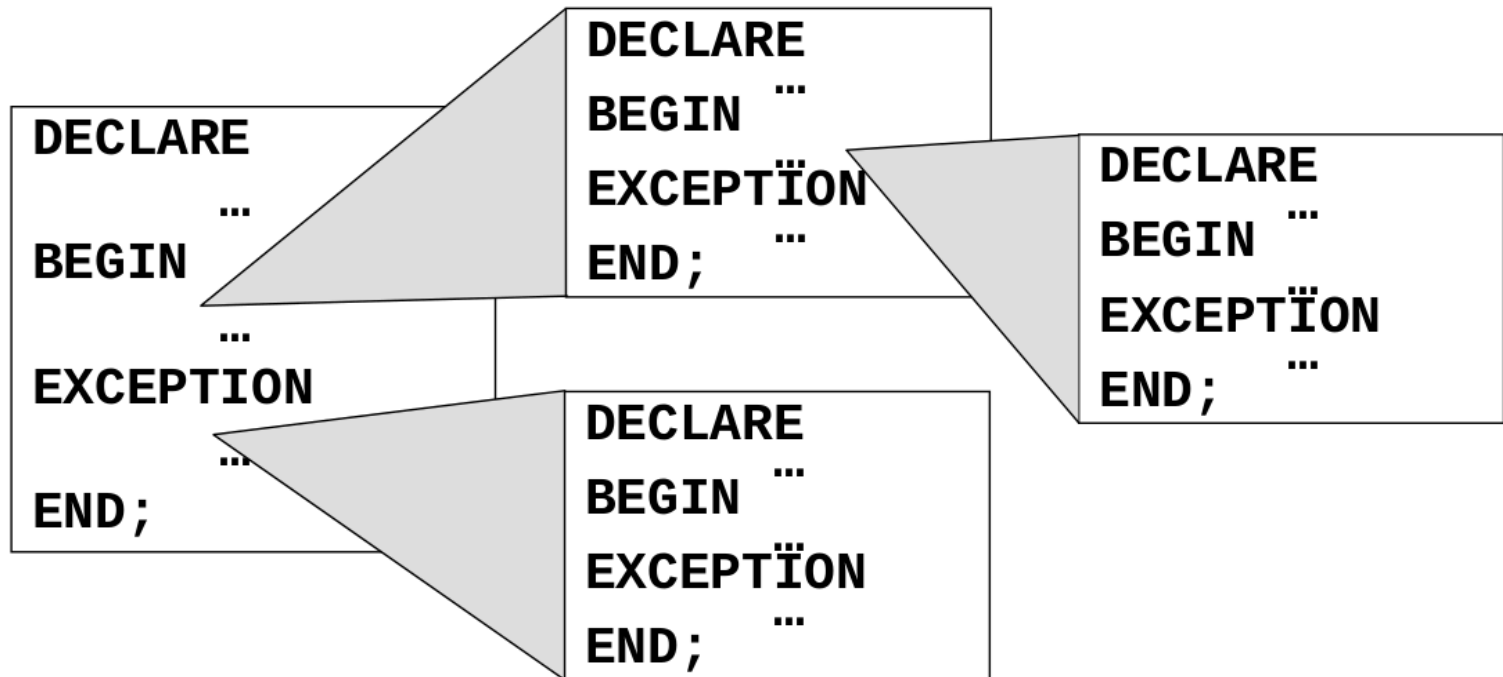 DECLARE
…
BEGIN
…
EXCEPTION
…
END;
DECLARE
…
BEGIN
…
EXCEPTION
…
END;
DECLARE
…
BEGIN
…
EXCEPTION
…
END;
DECLARE
…
BEGIN
…
EXCEPTION
…
END;